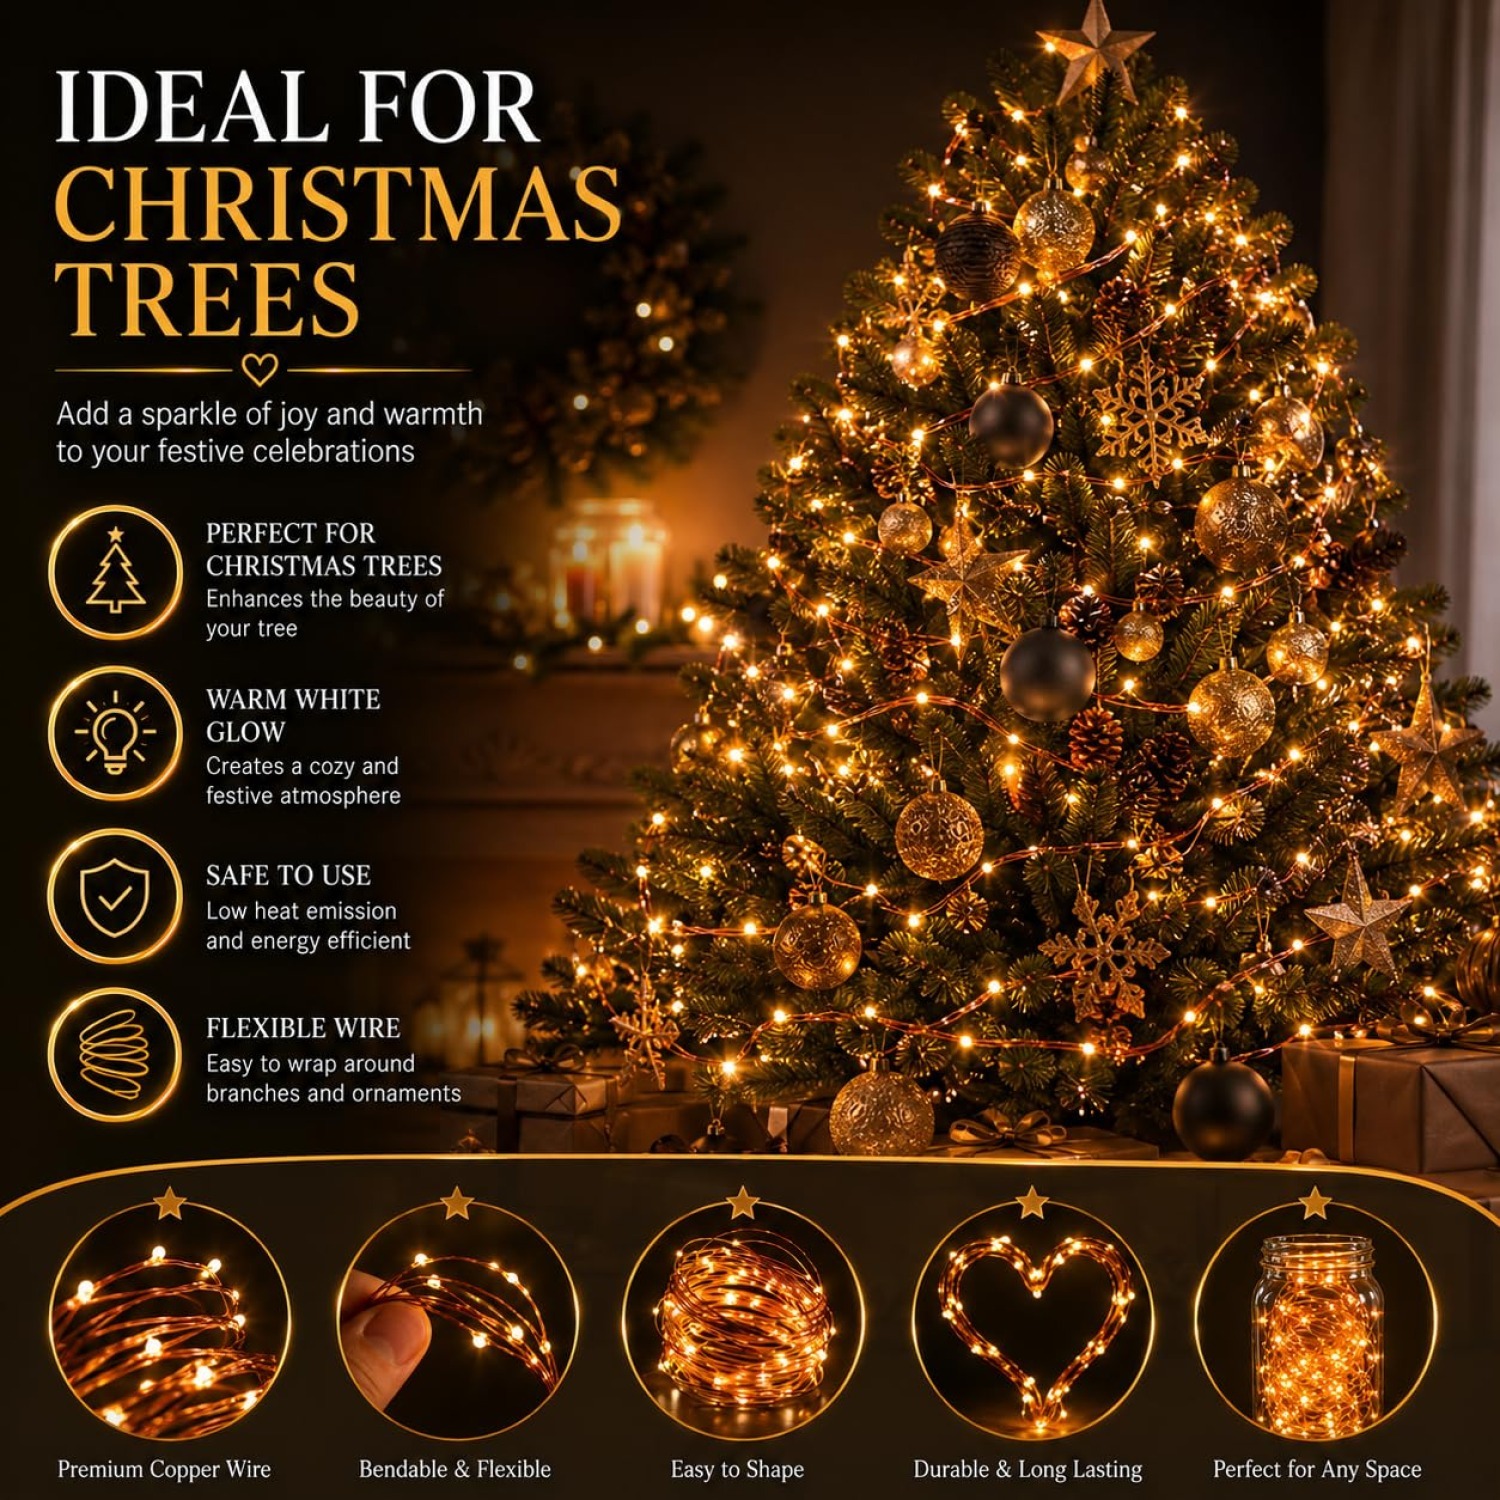 IDEAL FOR
CHRISTMAS
TREES
Add a sparkle of joy and warmth
to your festive celebrations
PERFECT FOR
CHRISTMAS TREES
Enhances the beauty of
your tree
WARM WHITE
GLOW
Creates a cozy and
festive atmosphere
SAFE TO USE
Low heat emission
and energy efficient
FLEXIBLE WIRE
Easy to wrap around
branches and ornaments
Premium Copper Wire
Bendable & Flexible
Easy to Shape
Durable & Long Lasting
Perfect for Any Space